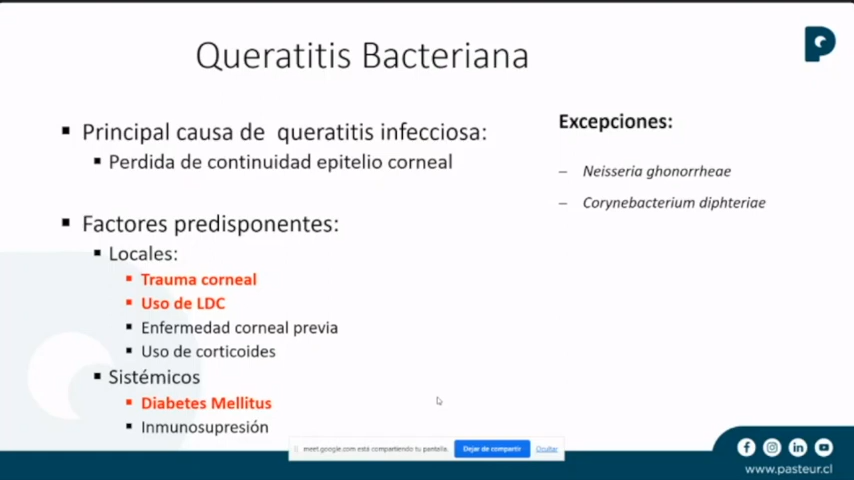 Queratitis Bacteriana
Principal causa de queratitis infecciosa:
Perdida de continuidad epitelio corneal
Factores predisponentes:
Locales:
Trauma corneal
Uso de LDC
Enfermedad corneal previa
Uso de corticoides
Sistémicos
Diabetes Mellitus
Inmunosupresión
Excepciones:
– Neisseria ghonorrheae
– Corynebacterium diphteriae
meet.google.com está compartiendo tu pantalla.
Dejar de compartir
Ocultar
www.pasteur.cl